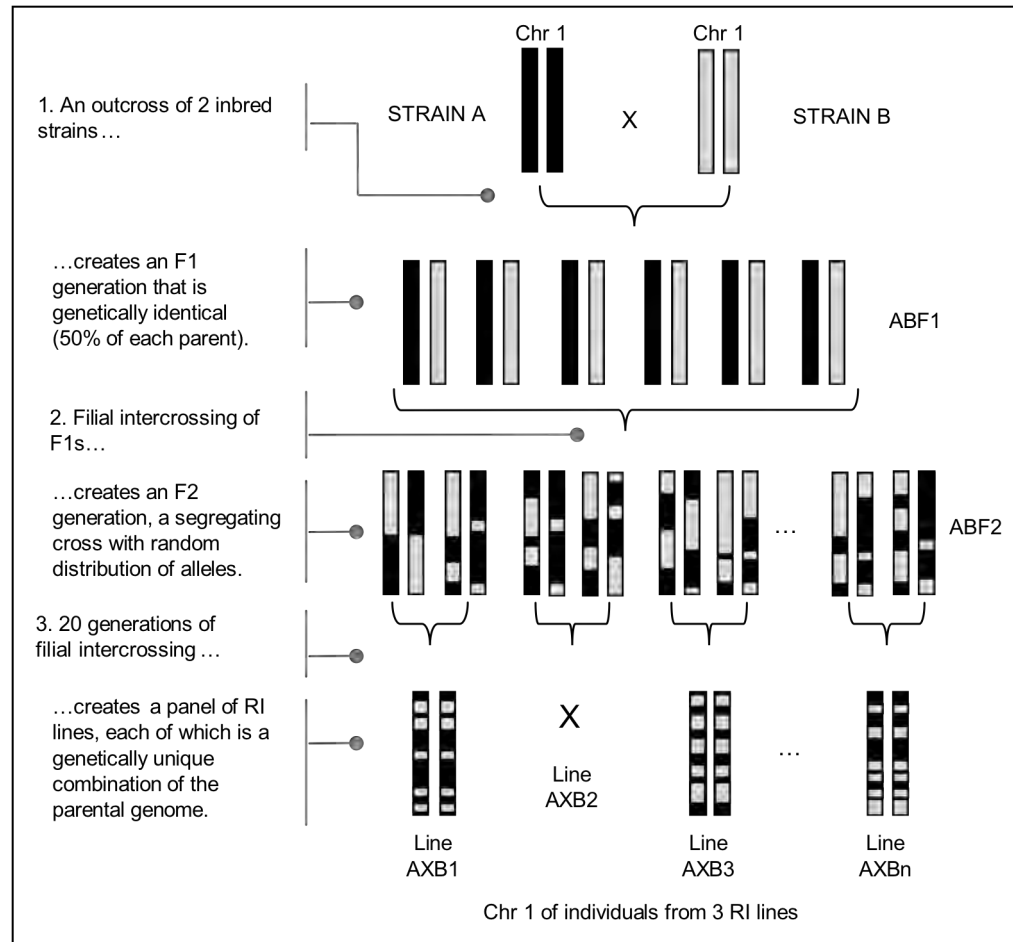 Chr 1
Chr 1
1. An outcross of 2 inbred
strains…
STRAIN A
X
STRAIN B
…creates an F1
generation that is
genetically identical
(50% of each parent).
ABF1
2. Filial intercrossing of
F1s…
…creates an F2
generation, a segregating
cross with random
distribution of alleles.
…
ABF2
3. 20 generations of
filial intercrossing …
…creates a panel of RI
lines, each of which is a
genetically unique
combination of the
parental genome.
X
…
Line
AXB2
Line
AXB1
Line
AXB3
Line
AXBn
Chr 1 of individuals from 3 RI lines